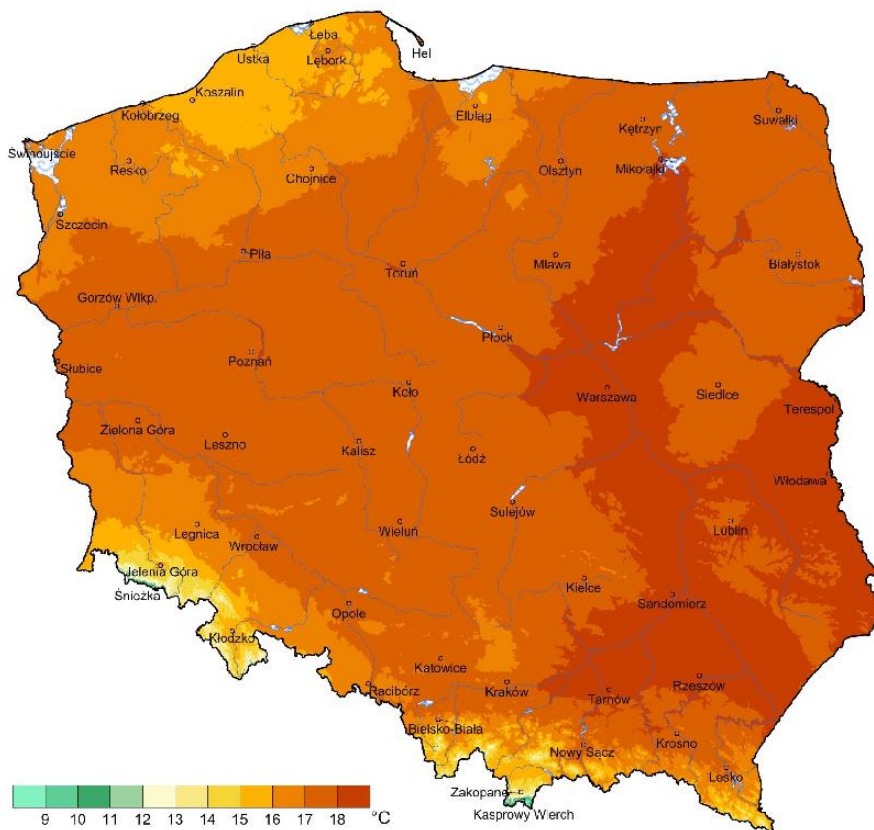 Łeba
Ustka
Lębork
Hel
Koszalin
Kołobrzeg
Elbląg
Kętrzyn
Suwałki
Świnoujście
Resko
Chojnice
Olsztyn
Mikołajki
Szczecin
Piła
Toruń
Mława
Białystok
Gorzów Wlkp.
Płock
Słubice
Poznań
Koło
Warszawa
Siedlce
Terespol
Zielona Góra
Leszno
Kalisz
Łódź
Włodawa
Sulejów
Legnica
Wrocław
Wieluń
Lublin
Jelenia Góra
Kielce
Śnieżka
Opole
Sandomierz
Kłodzko
Katowice
Racibórz
Kraków
Tarnów
Rzeszów
Bielsko-Biała
Nowy Sącz
Krosno
Lesko
Zakopane
Kasprowy Wierch
9 10 11 12 13 14 15 16 17 18 °C